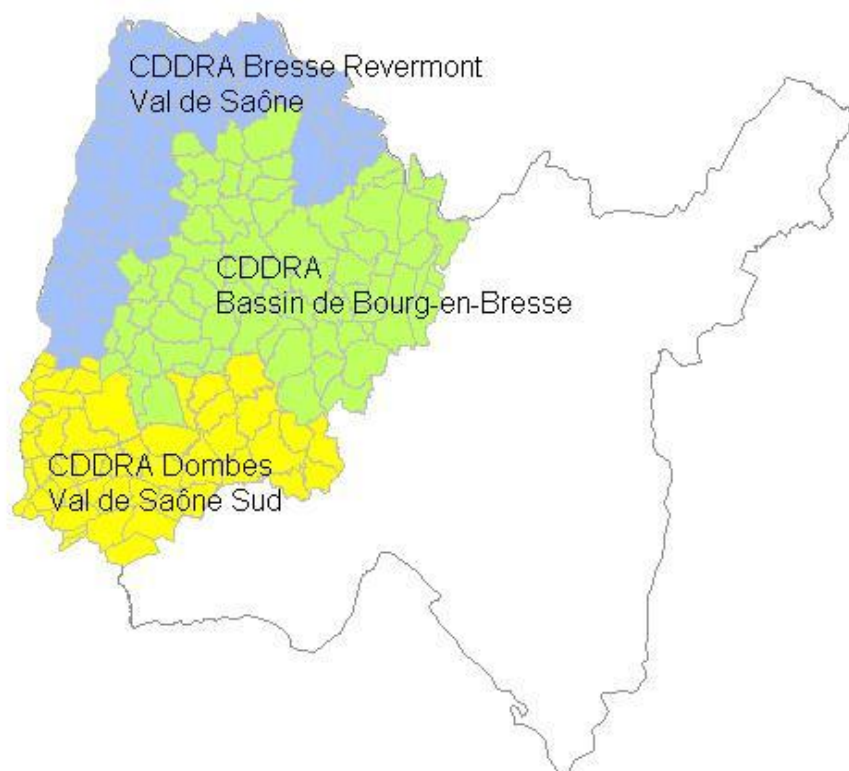 CDDRA Bresse Revermont
Val de Saône
CDDRA
Bassin de Bourg-en-Bresse
CDDRA Dombes
Val de Saône Sud